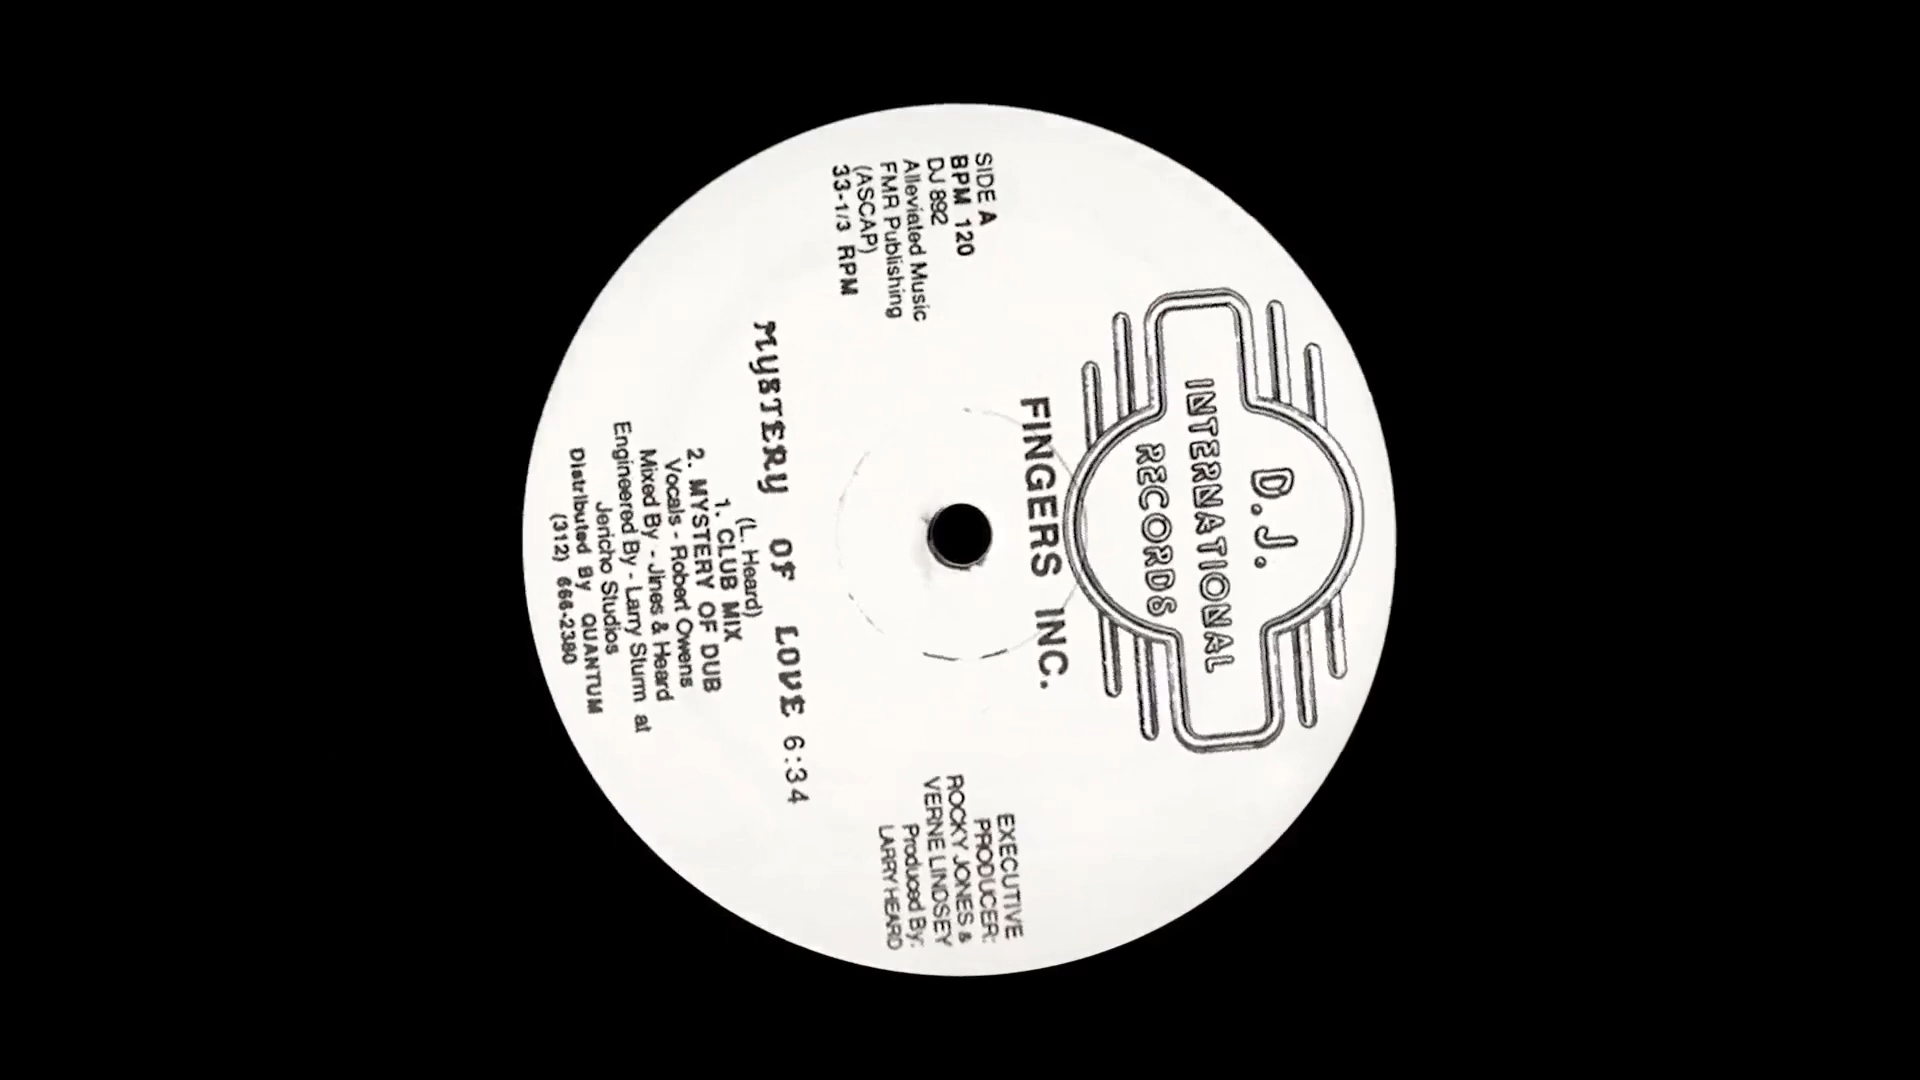 D.J.
INTERNATIONAL
RECORDS
FINGERS INC.
SIDE A
BPM 120
DJ 892
Alleviated Music
FMR Publishing
(ASCAP)
33-1/3 RPM
EXECUTIVE
PRODUCER:
ROCKY JONES &
VERNE LINDSEY
Produced By:
LARRY HEARD
MYSTERY OF LOVE 6:34
(L. Heard)
1. CLUB MIX
2. MYSTERY OF DUB
Vocals - Robert Owens
Mixed By - Jines & Heard
Engineered By - Larry Sturm at
Jericho Studios
Distributed By QUANTUM
(312) 666-2380